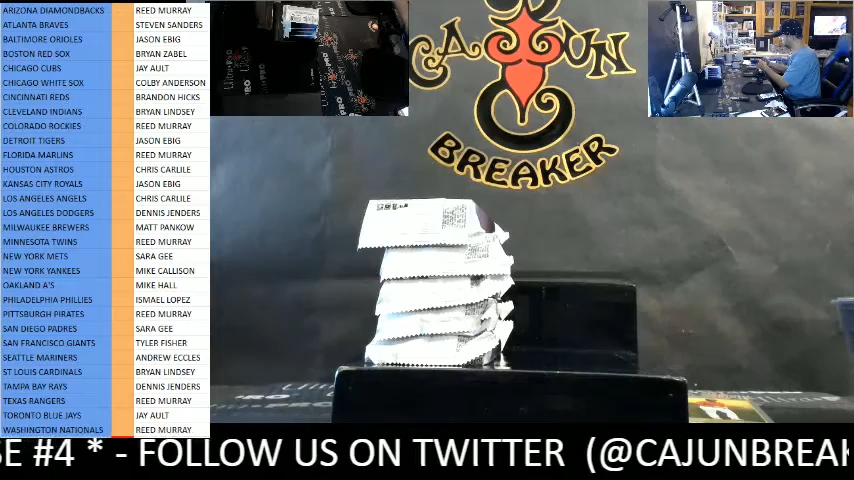 ARIZONA DIAMONDBACKS REED MURRAY
ATLANTA BRAVES STEVEN SANDERS
BALTIMORE ORIOLES JASON EBIG
BOSTON RED SOX BRYAN ZABEL
CHICAGO CUBS JAY AULT
CHICAGO WHITE SOX COLBY ANDERSON
CINCINNATI REDS BRANDON HICKS
CLEVELAND INDIANS BRYAN LINDSEY
COLORADO ROCKIES REED MURRAY
DETROIT TIGERS JASON EBIG
FLORIDA MARLINS REED MURRAY
HOUSTON ASTROS CHRIS CARLILE
KANSAS CITY ROYALS JASON EBIG
LOS ANGELES ANGELS CHRIS CARLILE
LOS ANGELES DODGERS DENNIS JENDERS
MILWAUKEE BREWERS MATT PANKOW
MINNESOTA TWINS REED MURRAY
NEW YORK METS SARA GEE
NEW YORK YANKEES MIKE CALLISON
OAKLAND A'S MIKE HALL
PHILADELPHIA PHILLIES ISMAEL LOPEZ
PITTSBURGH PIRATES REED MURRAY
SAN DIEGO PADRES SARA GEE
SAN FRANCISCO GIANTS TYLER FISHER
SEATTLE MARINERS ANDREW ECCLES
ST LOUIS CARDINALS BRYAN LINDSEY
TAMPA BAY RAYS DENNIS JENDERS
TEXAS RANGERS REED MURRAY
TORONTO BLUE JAYS JAY AULT
WASHINGTON NATIONALS REED MURRAY
CAJUN
BREAKER
SE #4 * - FOLLOW US ON TWITTER (@CAJUNBREAK